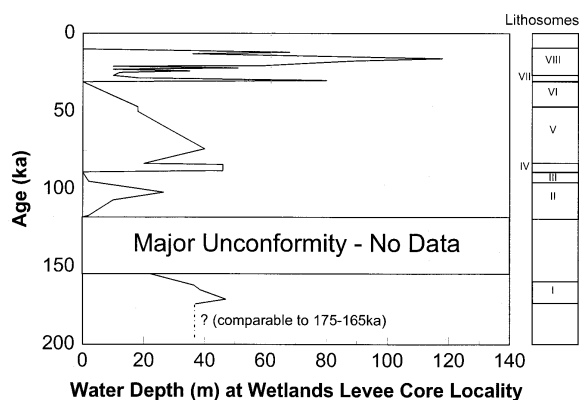 Lithosomes
0
50
100
150
200
Age (ka)
VIII
VII
VI
V
IV
III
II
I
Major Unconformity - No Data
? (comparable to 175-165ka)
0 20 40 60 80 100 120 140
Water Depth (m) at Wetlands Levee Core Locality